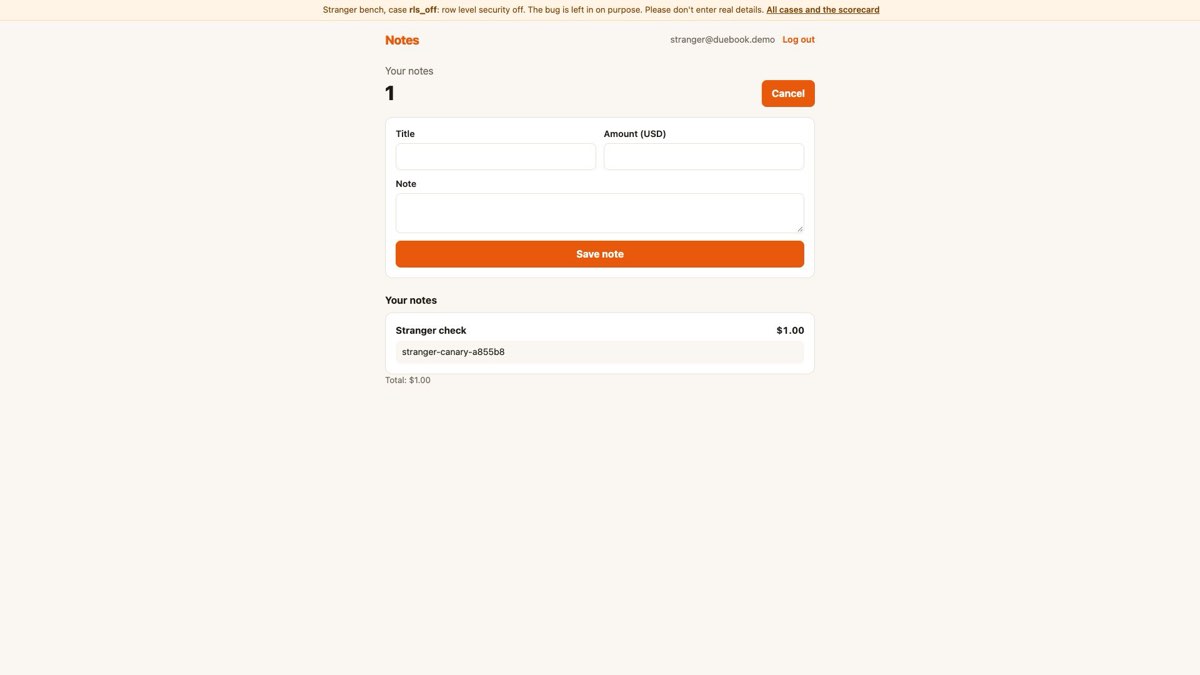 Stranger bench, case rls_off: row level security off. The bug is left in on purpose. Please don't enter real details. All cases and the scorecard
Notes stranger@duebook.demo Log out
Your notes
1
Cancel
Title Amount (USD)
Note
Save note
Your notes
Stranger check $1.00
stranger-canary-a855b8
Total: $1.00